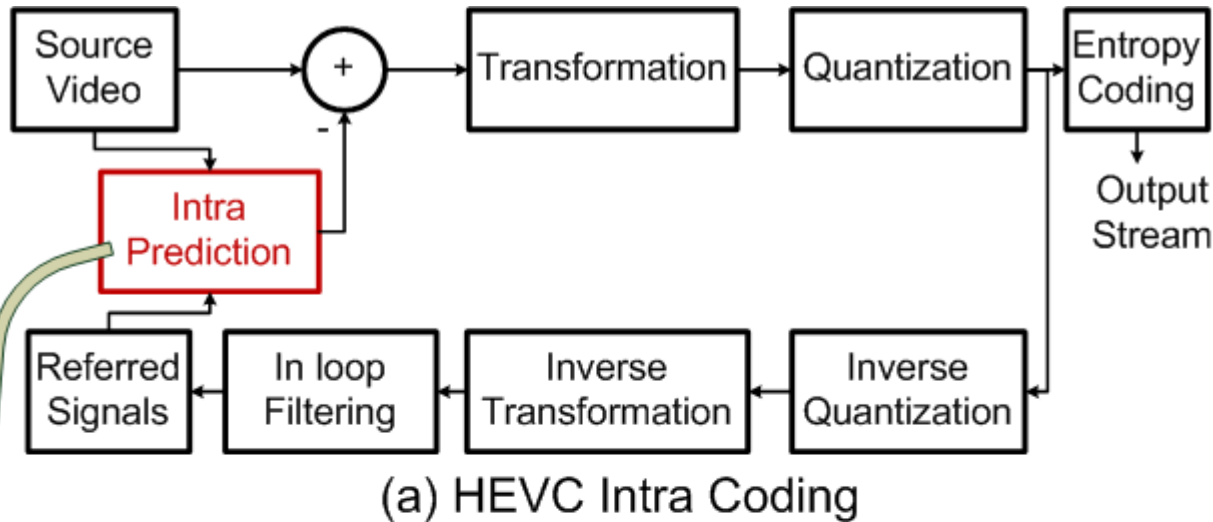 Source
Video
+
-
Transformation
Quantization
Entropy
Coding
Output
Stream
Intra
Prediction
Referred
Signals
In loop
Filtering
Inverse
Transformation
Inverse
Quantization
(a) HEVC Intra Coding